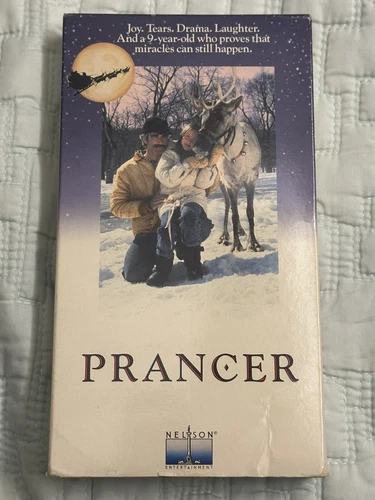 Joy. Tears. Drama. Laughter.
And a 9-year-old who proves that
miracles can still happen.
PRANCER
NELSON®
ENTERTAINMENT